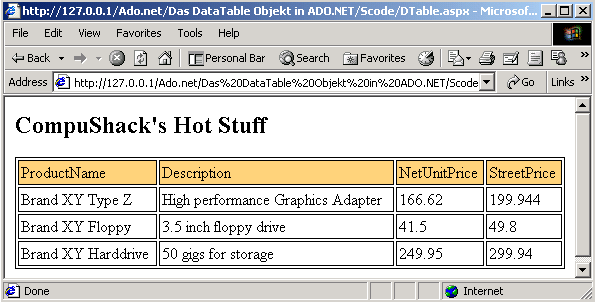 http://127.0.0.1/Ado.net/Das DataTable Objekt in ADO.NET/Scode/DTable.aspx - Microsof...
File Edit View Favorites Tools Help
Back Personal Bar Search Favorites
Address http://127.0.0.1/Ado.net/Das%20DataTable%20Objekt%20in%20ADO.NET/Scode Go Links »
CompuShack's Hot Stuff
ProductName Description NetUnitPrice StreetPrice
Brand XY Type Z High performance Graphics Adapter 166.62 199.944
Brand XY Floppy 3.5 inch floppy drive 41.5 49.8
Brand XY Harddrive 50 gigs for storage 249.95 299.94
Done Internet